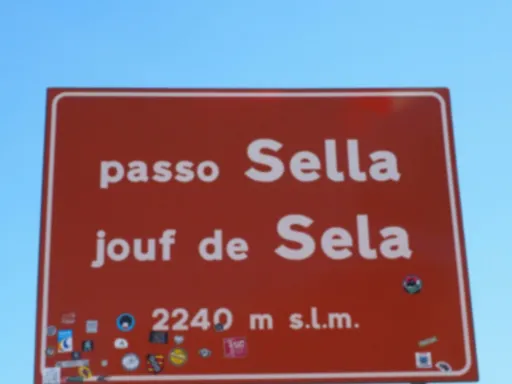 passo Sella
jouf de Sela
2240 m s.l.m.